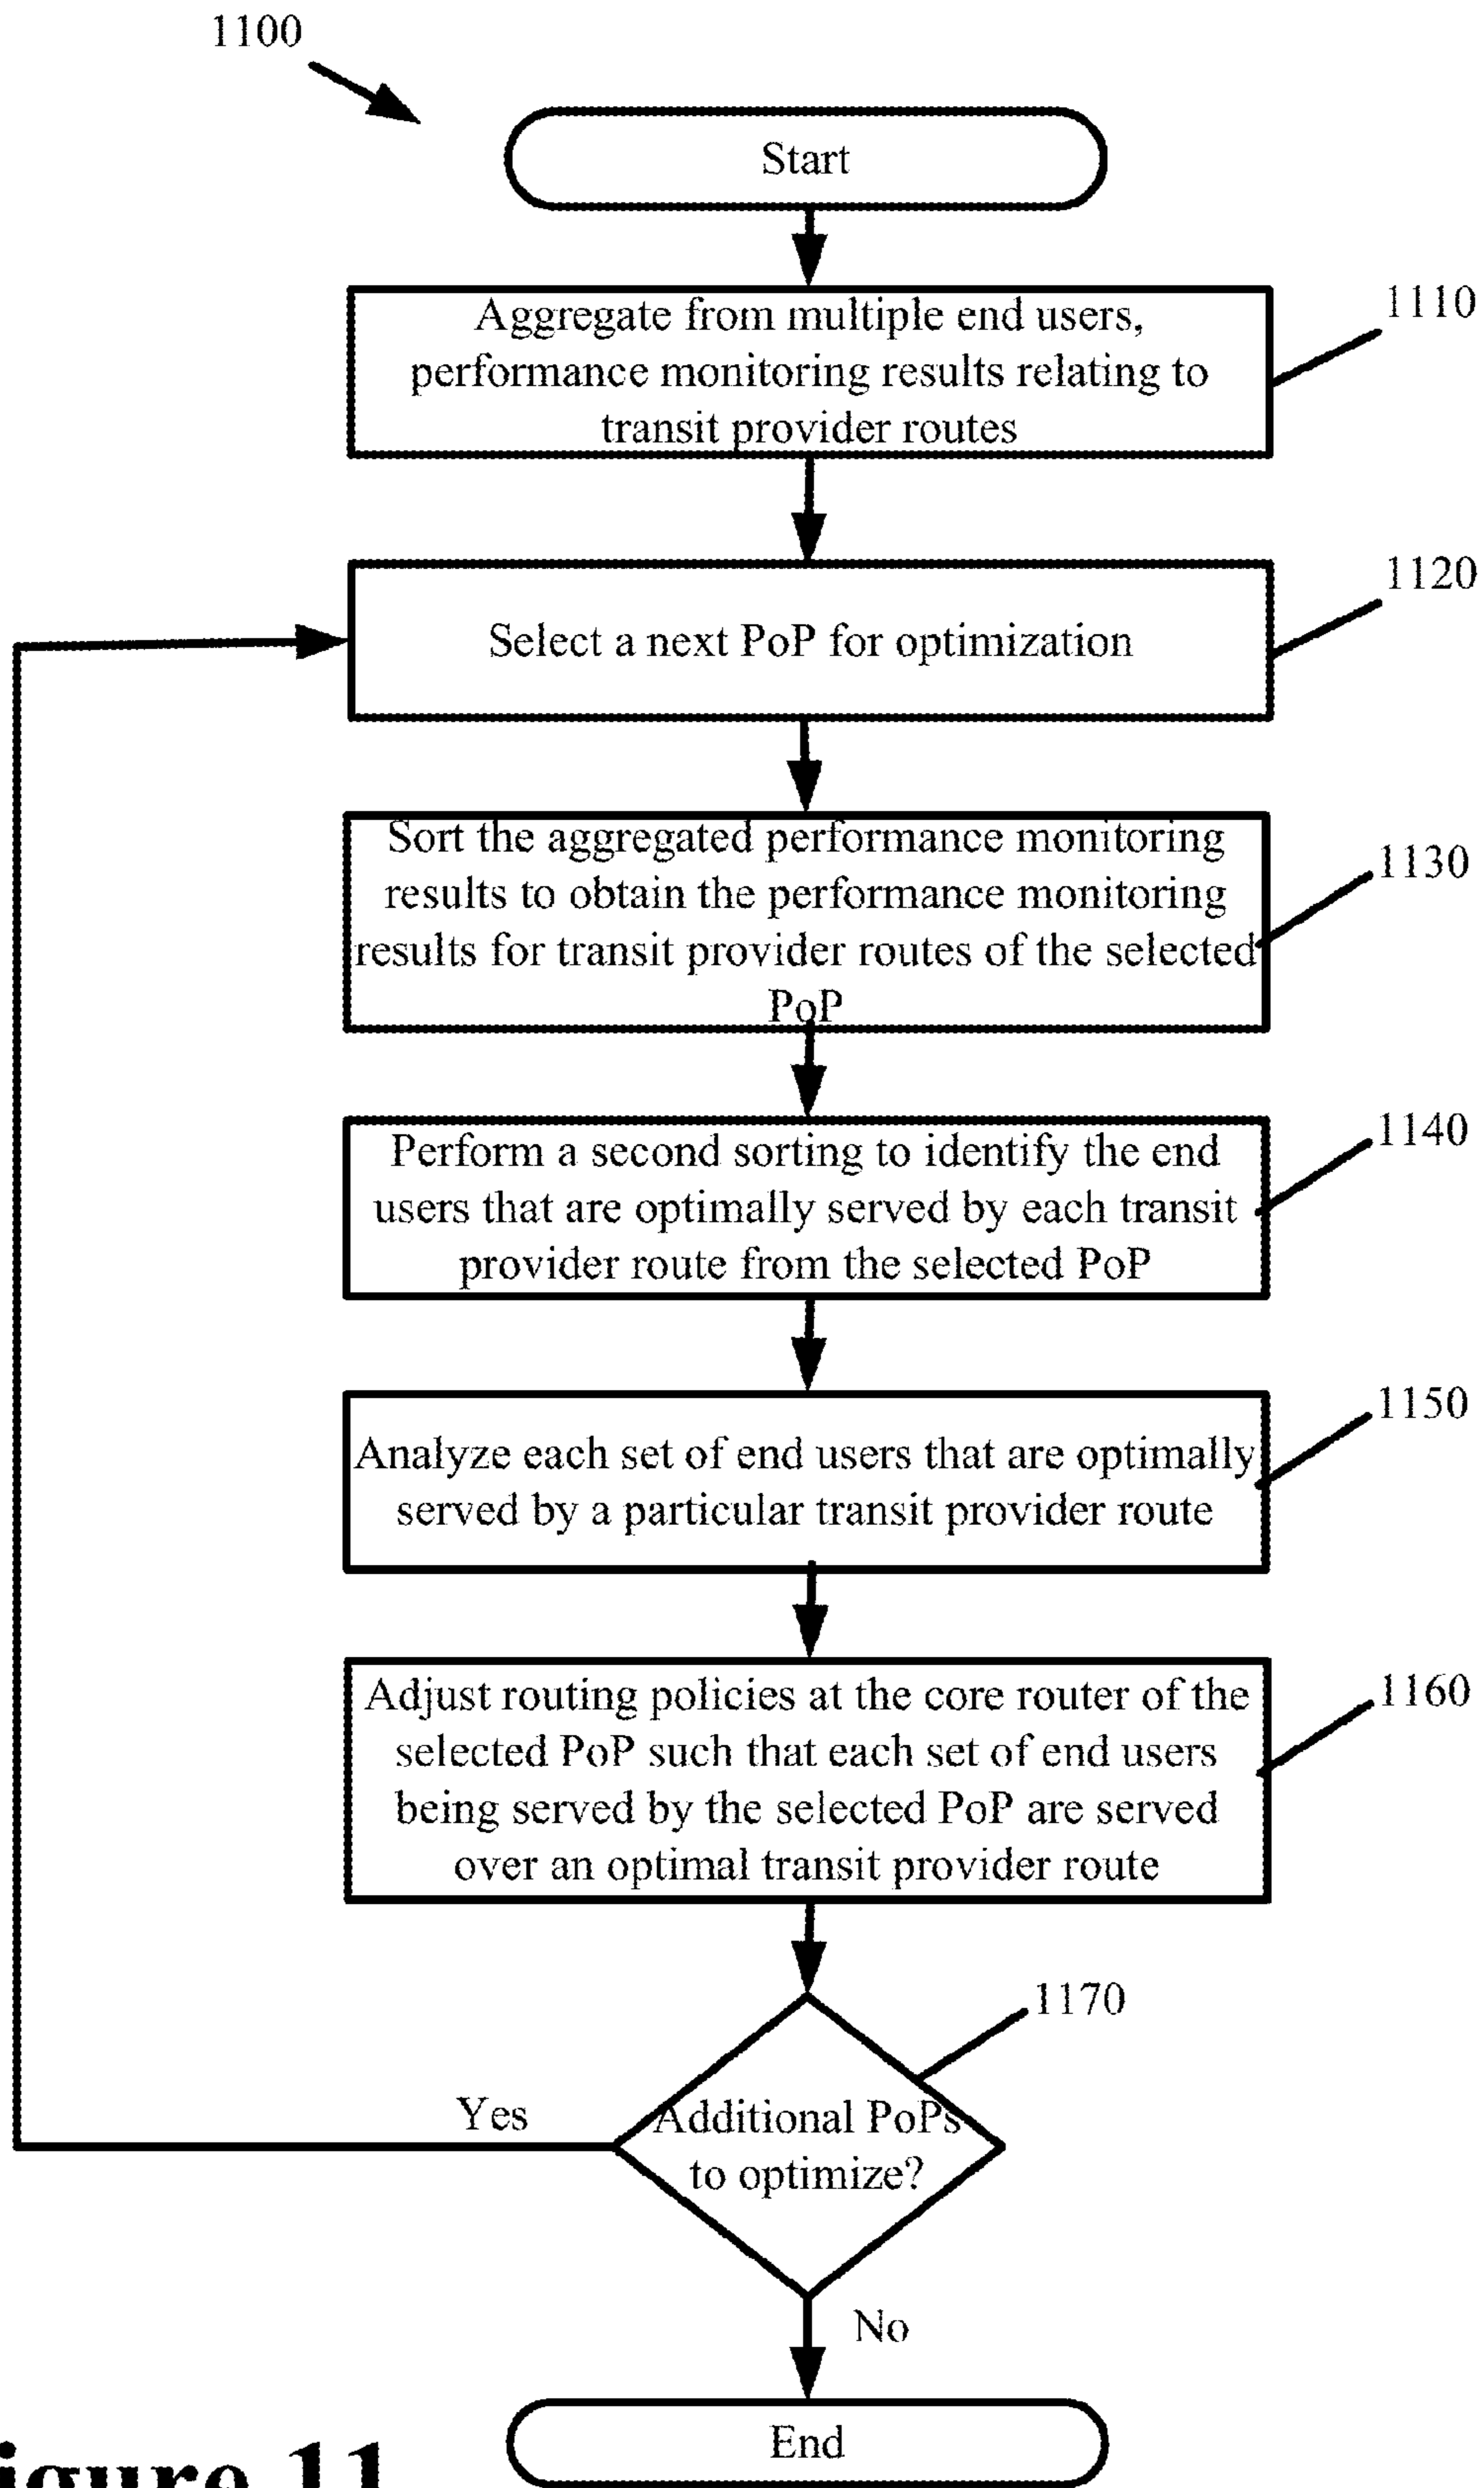 1100
Start
Aggregate from multiple end users,
performance monitoring results relating to
transit provider routes
1110
Select a next PoP for optimization
1120
Sort the aggregated performance monitoring
results to obtain the performance monitoring
results for transit provider routes of the selected
PoP
1130
Perform a second sorting to identify the end
users that are optimally served by each transit
provider route from the selected PoP
1140
Analyze each set of end users that are optimally
served by a particular transit provider route
1150
Adjust routing policies at the core router of the
selected PoP such that each set of end users
being served by the selected PoP are served
over an optimal transit provider route
1160
1170
Additional PoPs
to optimize?
Yes
No
End
igure 11